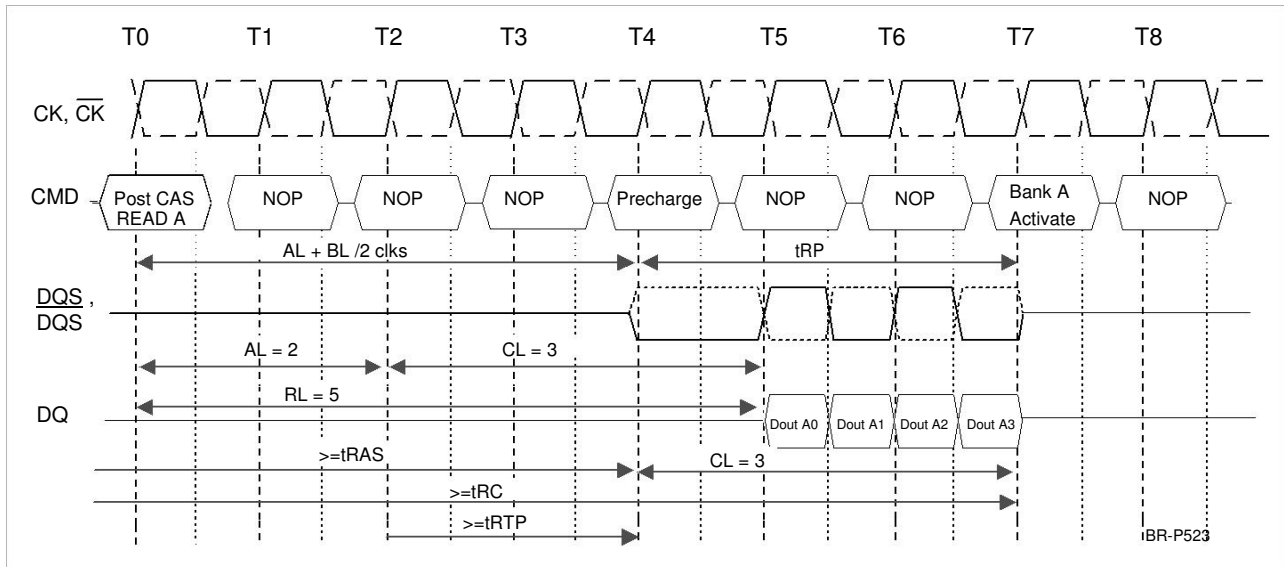 T0 T1 T2 T3 T4 T5 T6 T7 T8
CK, CK
CMD
Post CAS
READ A
NOP
NOP
NOP
Precharge
NOP
NOP
Bank A
Activate
NOP
AL + BL /2 clks
tRP
DQS ,
DQS
AL = 2
CL = 3
RL = 5
DQ
Dout A0
Dout A1
Dout A2
Dout A3
>=tRAS
CL = 3
>=tRC
>=tRTP
BR-P523